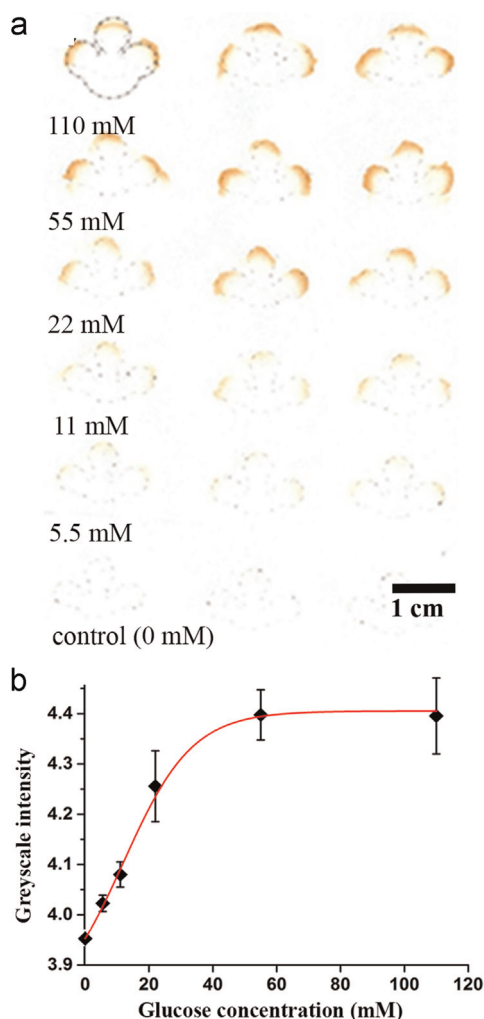 a
110 mM
55 mM
22 mM
11 mM
5.5 mM
1 cm
control (0 mM)
b
4.4
4.3
4.2
4.1
4.0
3.9
Greyscale intensity
0 20 40 60 80 100 120
Glucose concentration (mM)